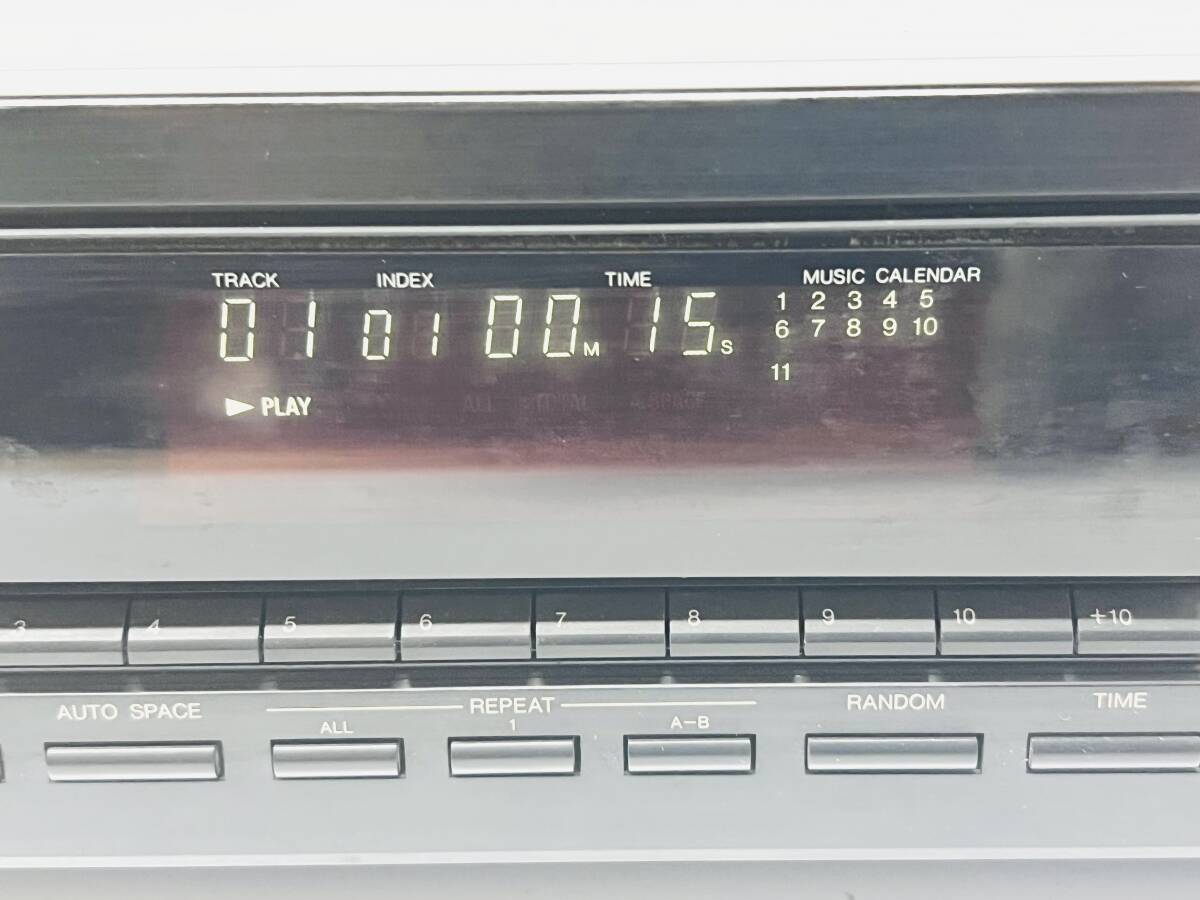 TRACK INDEX TIME MUSIC CALENDAR
01 01 00M 15S 1 2 3 4 5
6 7 8 9 10
11
▶ PLAY
ALL
3 4 5 6 7 8 9 10 +10
AUTO SPACE REPEAT RANDOM TIME
ALL 1 A-B